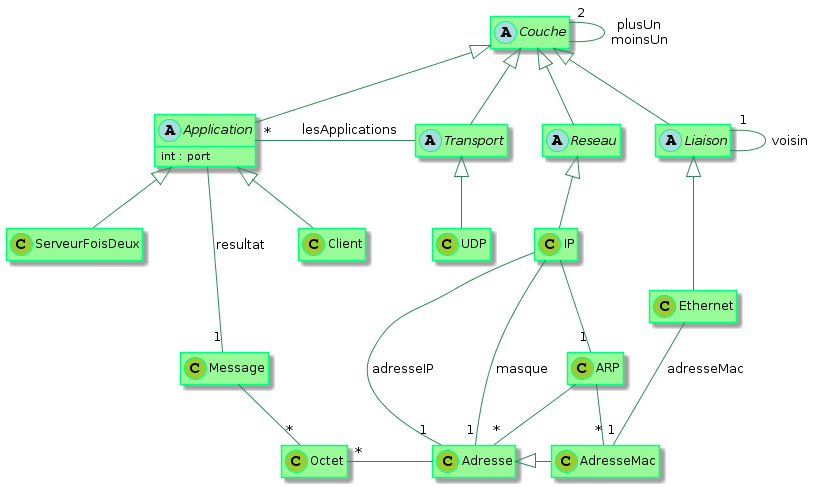 2
C Couche
plusUn
moinsUn
A Application
int : port
*
lesApplications
A Transport
A Reseau
A Liaison
1
voisin
C ServeurFoisDeux
resultat
C Client
C UDP
C IP
C Ethernet
1
C Message
adresseIP
masque
1
C ARP
adresseMac
*
*
1
1
*
*
1
C Octet
C Adresse
C AdresseMac